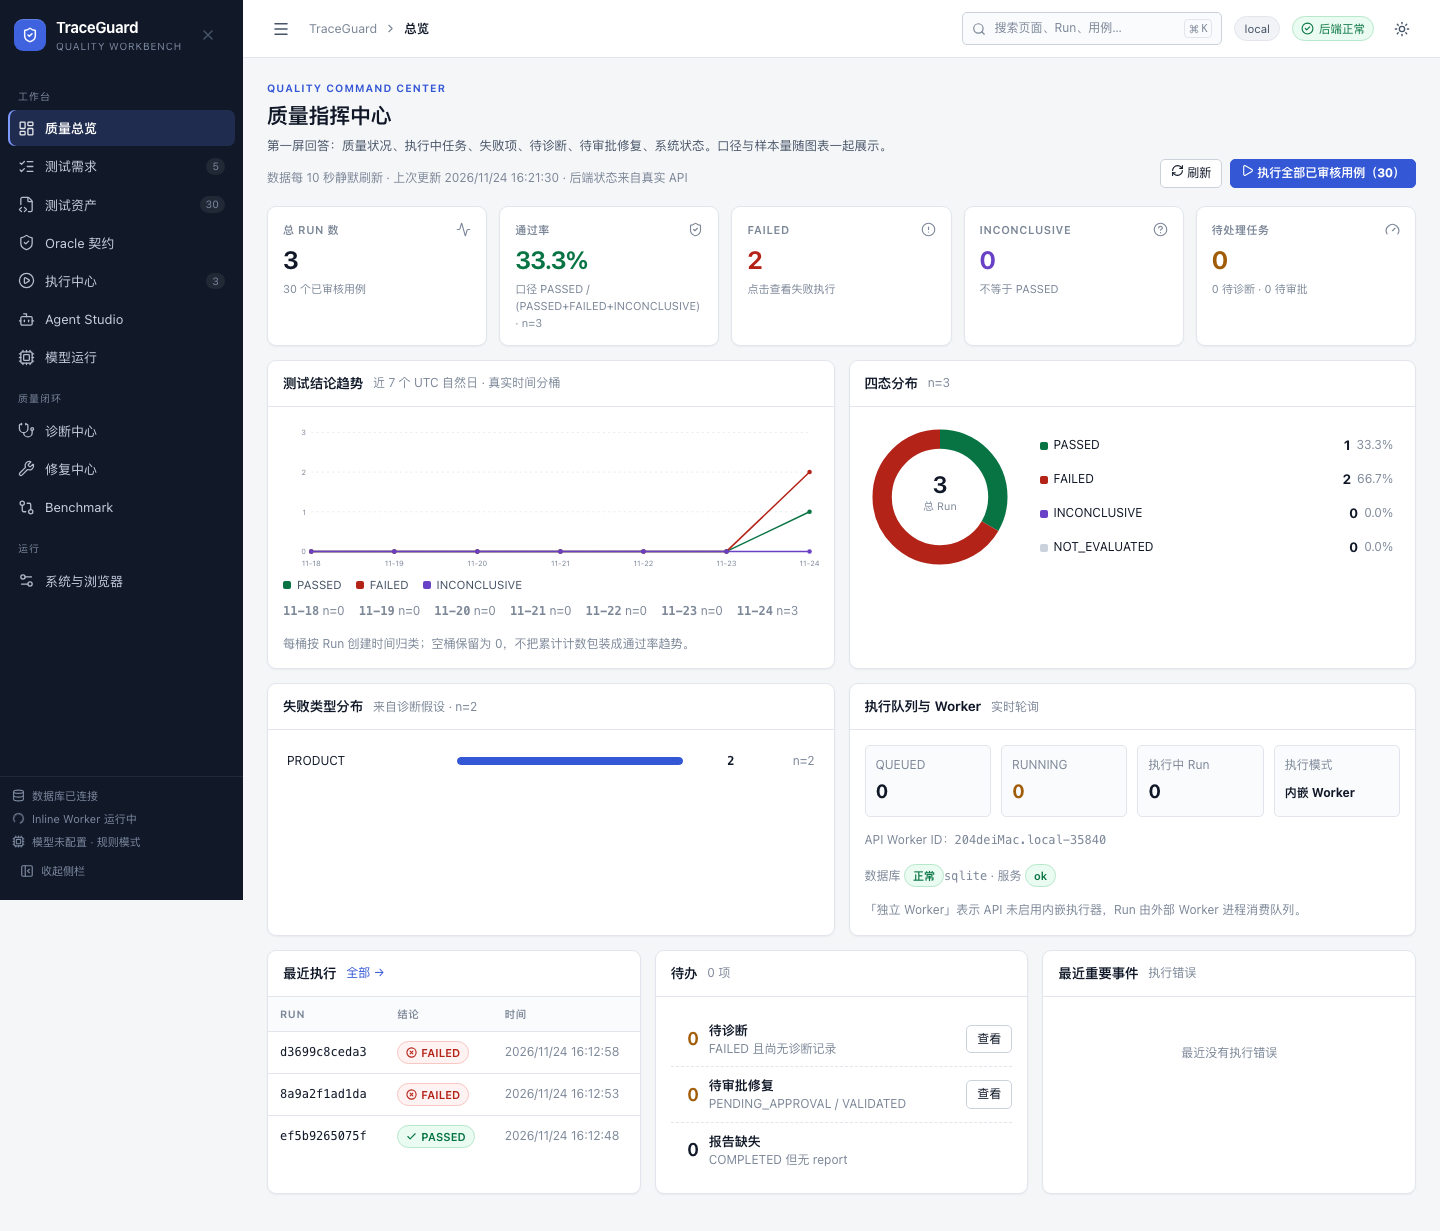 TraceGuard
QUALITY WORKBENCH
工作台
质量总览
测试需求 5
测试资产 30
Oracle 契约
执行中心 3
Agent Studio
模型运行
质量闭环
诊断中心
修复中心
Benchmark
运行
系统与浏览器
数据库已连接
Inline Worker 运行中
模型未配置 · 规则模式
收起侧栏
TraceGuard > 总览
搜索页面、Run、用例... ⌘ K
local
后端正常
QUALITY COMMAND CENTER
质量指挥中心
第一屏回答：质量状况、执行中任务、失败项、待诊断、待审批修复、系统状态。口径与样本量随图表一起展示。
数据每 10 秒静默刷新 · 上次更新 2026/11/24 16:21:30 · 后端状态来自真实 API
刷新
执行全部已审核用例（30）
总 RUN 数
3
30 个已审核用例
通过率
33.3%
口径 PASSED /
(PASSED+FAILED+INCONCLUSIVE)
· n=3
FAILED
2
点击查看失败执行
INCONCLUSIVE
0
不等于 PASSED
待处理任务
0
0 待诊断 · 0 待审批
测试结论趋势 近 7 个 UTC 自然日 · 真实时间分桶
3
2
1
0
11-18 11-19 11-20 11-21 11-22 11-23 11-24
PASSED FAILED INCONCLUSIVE
11-18 n=0 11-19 n=0 11-20 n=0 11-21 n=0 11-22 n=0 11-23 n=0 11-24 n=3
每桶按 Run 创建时间归类；空桶保留为 0，不把累计计数包装成通过率趋势。
四态分布 n=3
3
总 Run
PASSED 1 33.3%
FAILED 2 66.7%
INCONCLUSIVE 0 0.0%
NOT_EVALUATED 0 0.0%
失败类型分布 来自诊断假设 · n=2
PRODUCT 2 n=2
执行队列与 Worker 实时轮询
QUEUED
0
RUNNING
0
执行中 Run
0
执行模式
内嵌 Worker
API Worker ID：204deiMac.local-35840
数据库 正常 sqlite · 服务 ok
「独立 Worker」表示 API 未启用内嵌执行器，Run 由外部 Worker 进程消费队列。
最近执行 全部 →
RUN 结论 时间
d3699c8ceda3 FAILED 2026/11/24 16:12:58
8a9a2f1ad1da FAILED 2026/11/24 16:12:53
ef5b9265075f PASSED 2026/11/24 16:12:48
待办 0 项
0 待诊断
FAILED 且尚无诊断记录
查看
0 待审批修复
PENDING_APPROVAL / VALIDATED
查看
0 报告缺失
COMPLETED 但无 report
最近重要事件 执行错误
最近没有执行错误